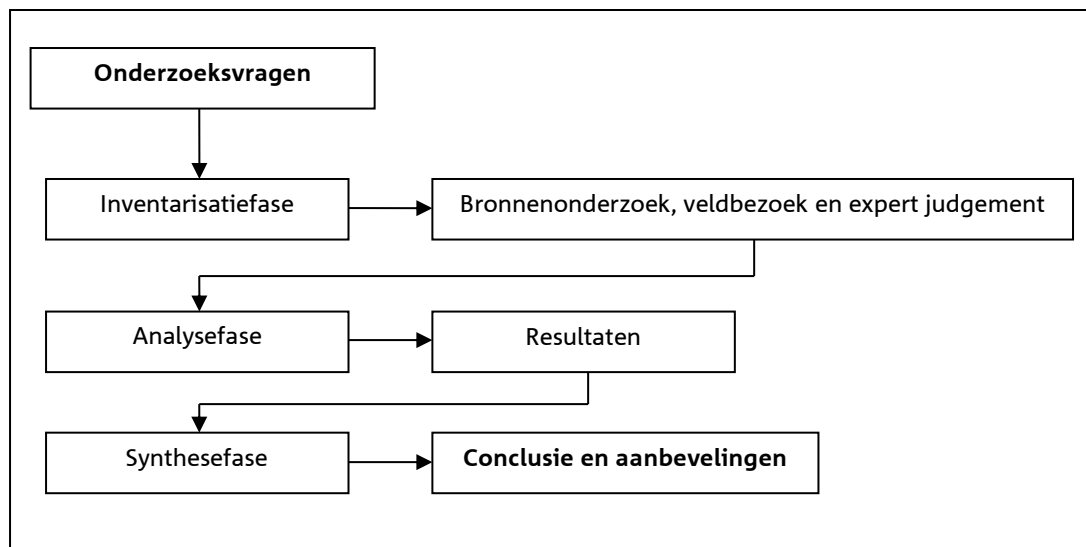 Onderzoeksvragen
Inventarisatiefase
Bronnenonderzoek, veldbezoek en expert judgement
Analysefase
Resultaten
Synthesefase
Conclusie en aanbevelingen